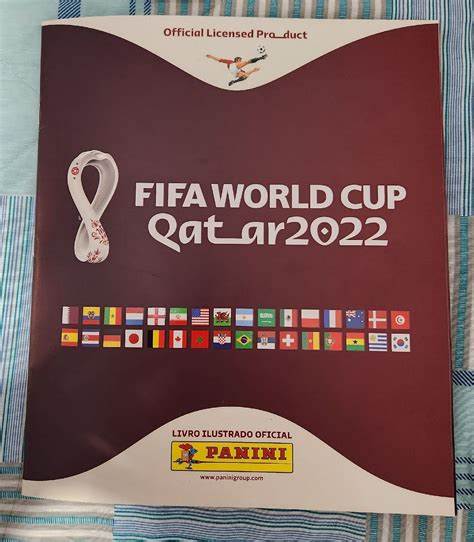 Official Licensed Product
FIFA WORLD CUP
Qatar2022
LIVRO ILUSTRADO OFICIAL
PANINI
www.paninigroup.com